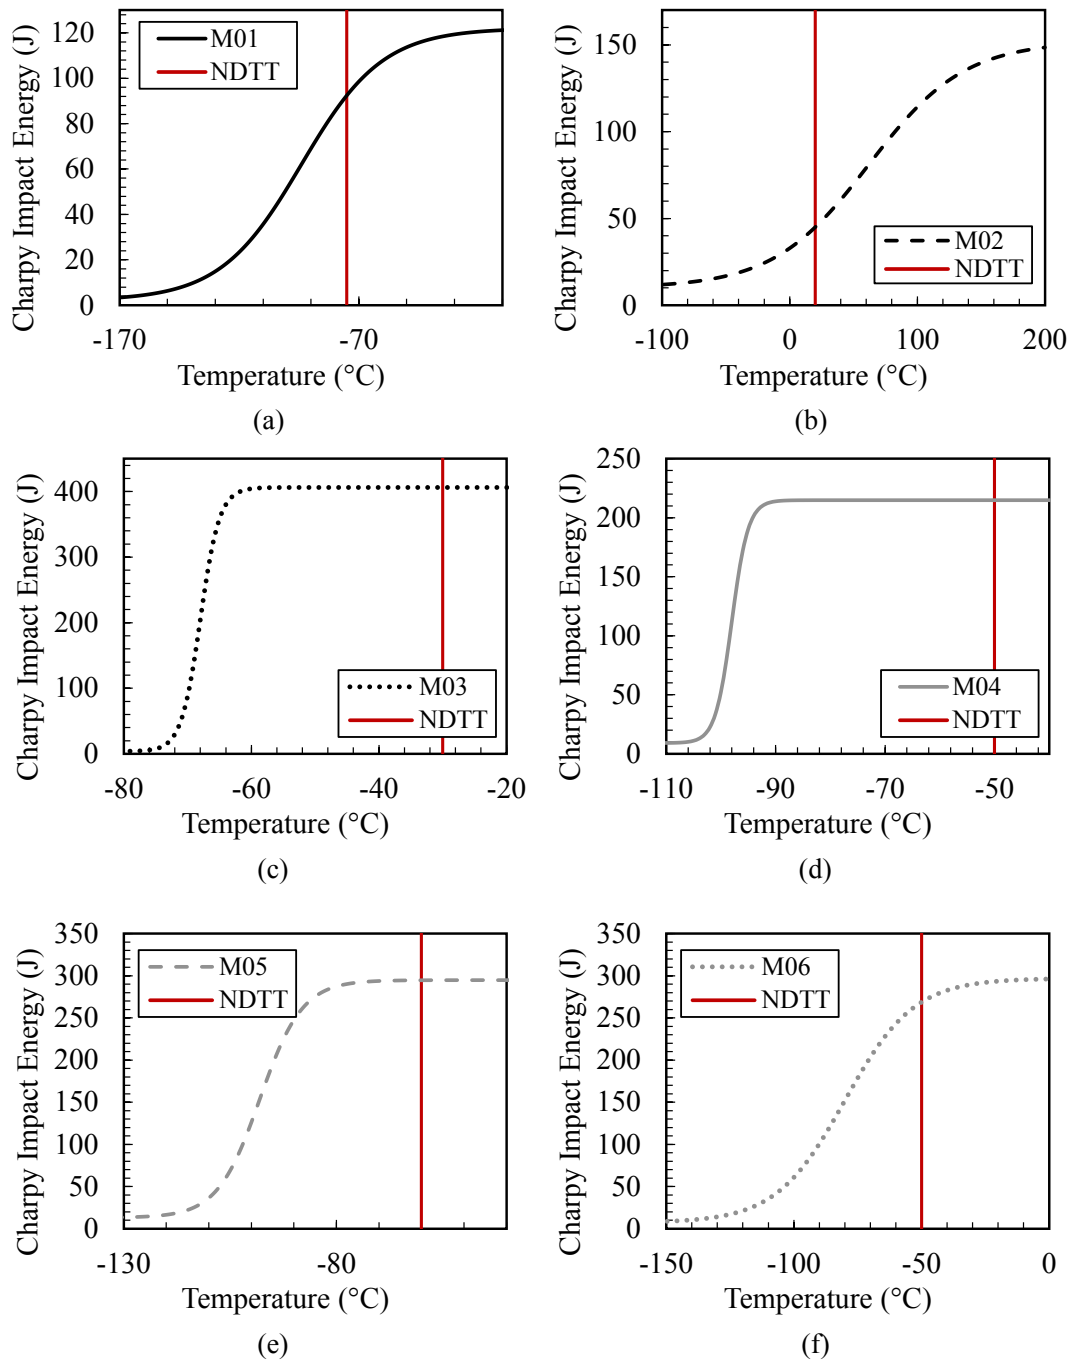 Charpy Impact Energy (J)
120
100
80
60
40
20
0
M01
NDTT
-170
-70
Temperature (°C)
(a)
Charpy Impact Energy (J)
150
100
50
0
M02
NDTT
-100
0
100
200
Temperature (°C)
(b)
Charpy Impact Energy (J)
400
300
200
100
0
M03
NDTT
-80
-60
-40
-20
Temperature (°C)
(c)
Charpy Impact Energy (J)
250
200
150
100
50
0
M04
NDTT
-110
-90
-70
-50
Temperature (°C)
(d)
Charpy Impact Energy (J)
350
300
250
200
150
100
50
0
M05
NDTT
-130
-80
Temperature (°C)
(e)
Charpy Impact Energy (J)
350
300
250
200
150
100
50
0
M06
NDTT
-150
-100
-50
0
Temperature (°C)
(f)